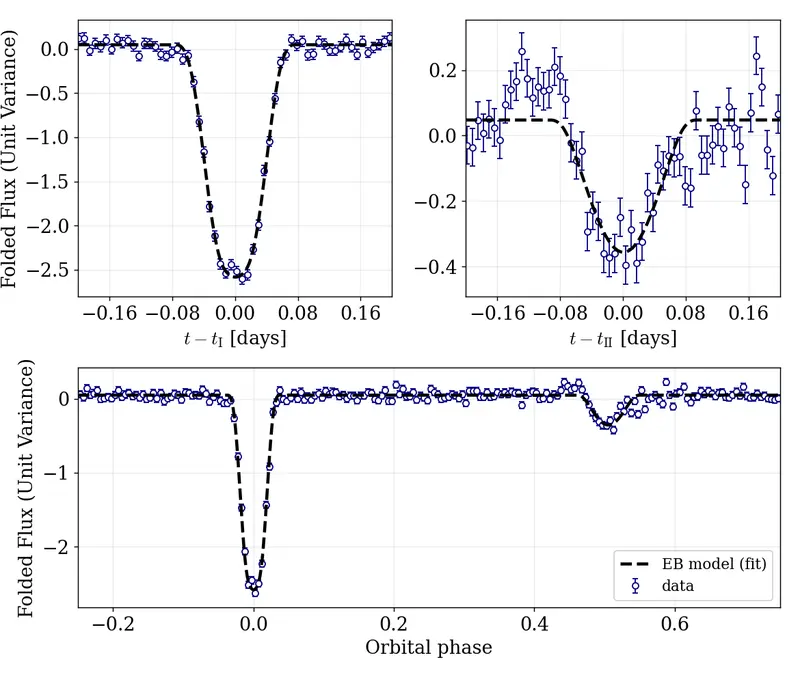 Folded Flux (Unit Variance)
0.0
−0.5
−1.0
−1.5
−2.0
−2.5
−0.16 −0.08 0.00 0.08 0.16
t − tI [days]
0.2
0.0
−0.2
−0.4
−0.16 −0.08 0.00 0.08 0.16
t − tII [days]
Folded Flux (Unit Variance)
0
−1
−2
EB model (fit)
data
−0.2 0.0 0.2 0.4 0.6
Orbital phase